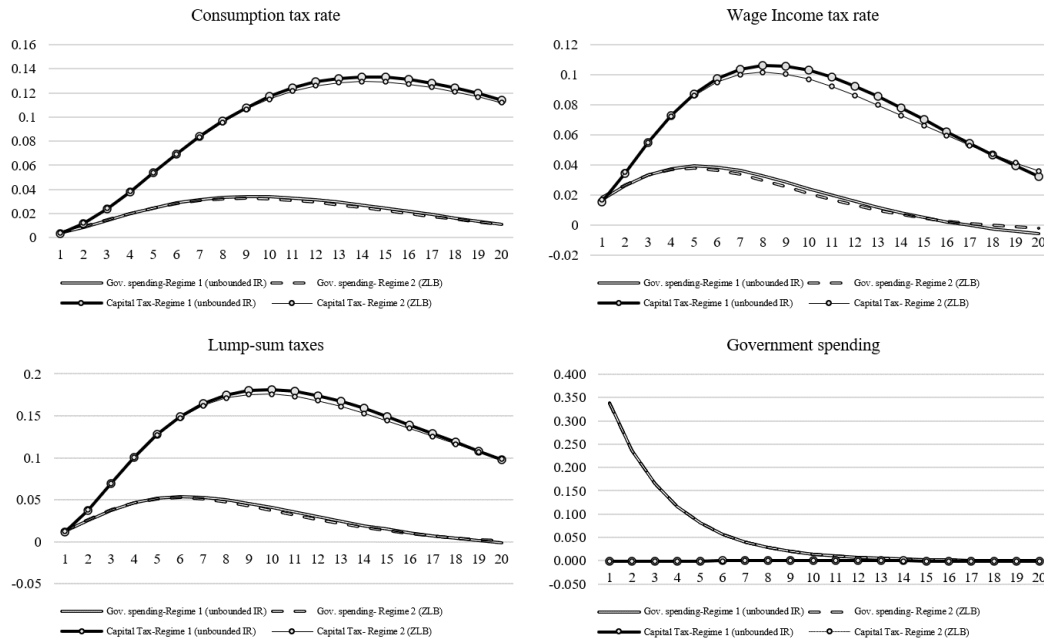 Consumption tax rate
0.16
0.14
0.12
0.1
0.08
0.06
0.04
0.02
0
1 2 3 4 5 6 7 8 9 10 11 12 13 14 15 16 17 18 19 20
Gov. spending-Regime 1 (unbounded IR) Gov. spending- Regime 2 (ZLB)
Capital Tax-Regime 1 (unbounded IR) Capital Tax- Regime 2 (ZLB)
Wage Income tax rate
0.12
0.1
0.08
0.06
0.04
0.02
0
1 2 3 4 5 6 7 8 9 10 11 12 13 14 15 16 17 18 19 20
-0.02
Gov. spending-Regime 1 (unbounded IR) Gov. spending- Regime 2 (ZLB)
Capital Tax-Regime 1 (unbounded IR) Capital Tax- Regime 2 (ZLB)
Lump-sum taxes
0.2
0.15
0.1
0.05
0
1 2 3 4 5 6 7 8 9 10 11 12 13 14 15 16 17 18 19 20
-0.05
Gov. spending-Regime 1 (unbounded IR) Gov. spending- Regime 2 (ZLB)
Capital Tax-Regime 1 (unbounded IR) Capital Tax- Regime 2 (ZLB)
Government spending
0.400
0.350
0.300
0.250
0.200
0.150
0.100
0.050
0.000
-0.050
1 2 3 4 5 6 7 8 9 10 11 12 13 14 15 16 17 18 19 20
Gov. spending-Regime 1 (unbounded IR) Gov. spending- Regime 2 (ZLB)
Capital Tax-Regime 1 (unbounded IR) Capital Tax- Regime 2 (ZLB)